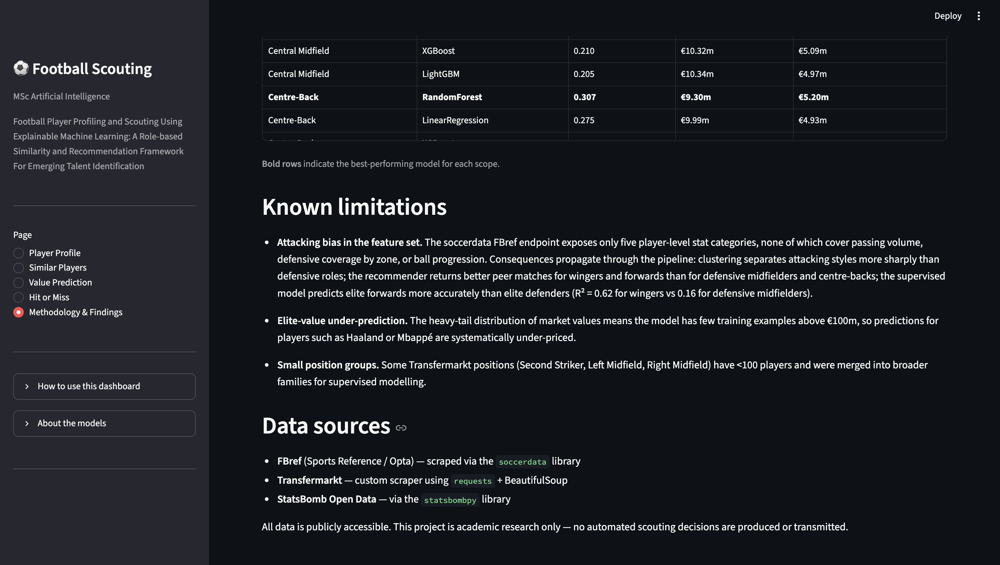 Deploy
⚽ Football Scouting
MSc Artificial Intelligence
Football Player Profiling and Scouting Using
Explainable Machine Learning: A Role-based
Similarity and Recommendation Framework
For Emerging Talent Identification
Page
Player Profile
Similar Players
Value Prediction
Hit or Miss
Methodology & Findings
How to use this dashboard
About the models
Central Midfield XGBoost 0.210 €10.32m €5.09m
Central Midfield LightGBM 0.205 €10.34m €4.97m
Centre-Back RandomForest 0.307 €9.30m €5.20m
Centre-Back LinearRegression 0.275 €9.99m €4.93m
Bold rows indicate the best-performing model for each scope.
Known limitations
• Attacking bias in the feature set. The soccerdata FBref endpoint exposes only five player-level stat categories, none of which cover passing volume,
defensive coverage by zone, or ball progression. Consequences propagate through the pipeline: clustering separates attacking styles more sharply than
defensive roles; the recommender returns better peer matches for wingers and forwards than for defensive midfielders and centre-backs; the supervised
model predicts elite forwards more accurately than elite defenders (R² = 0.62 for wingers vs 0.16 for defensive midfielders).
• Elite-value under-prediction. The heavy-tail distribution of market values means the model has few training examples above €100m, so predictions for
players such as Haaland or Mbappé are systematically under-priced.
• Small position groups. Some Transfermarkt positions (Second Striker, Left Midfield, Right Midfield) have <100 players and were merged into broader
families for supervised modelling.
Data sources
• FBref (Sports Reference / Opta) — scraped via the soccerdata library
• Transfermarkt — custom scraper using requests + BeautifulSoup
• StatsBomb Open Data — via the statsbombpy library
All data is publicly accessible. This project is academic research only — no automated scouting decisions are produced or transmitted.